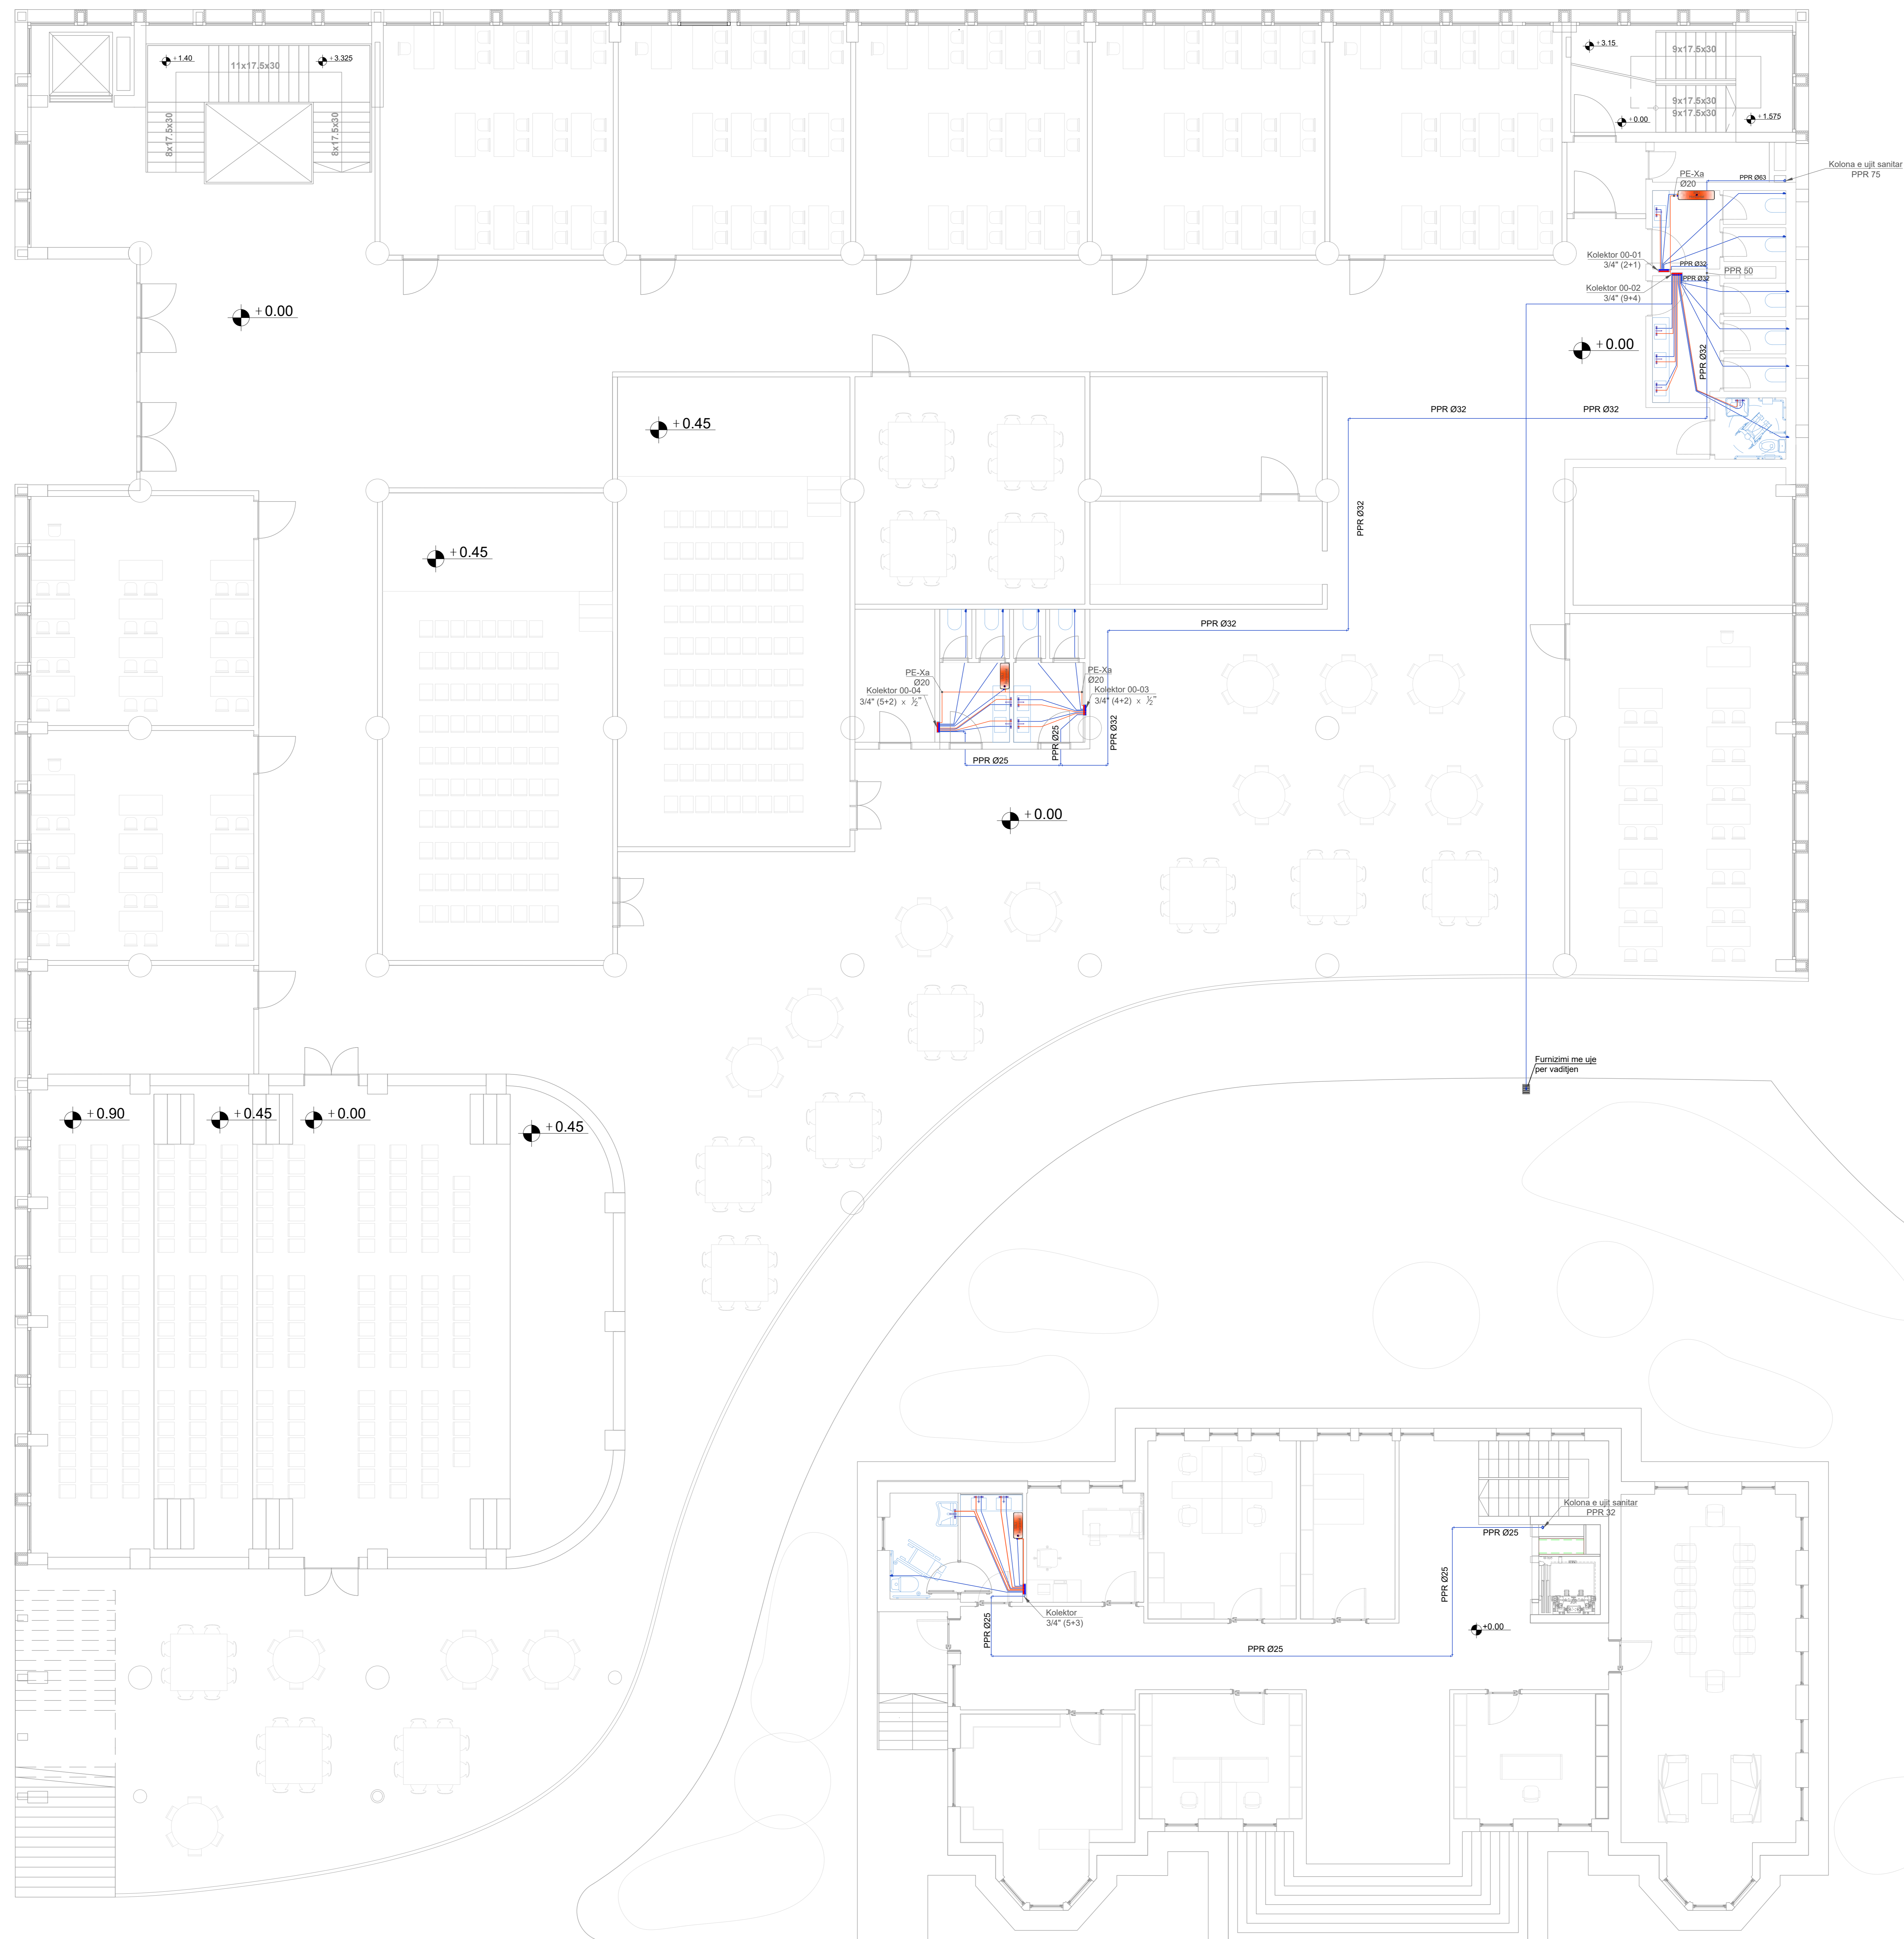 +1.40
11x17.5x30
+3.325
8x17.5x30
8x17.5x30
+3.15
9x17.5x30
9x17.5x30
9x17.5x30
+0.00
+1.575
Kolona e ujit sanitar
PPR 75
PPR Ø63
PE-Xa
Ø20
Kolektor 00-01
3/4" (2+1)
PPR Ø32
PPR 50
PPR Ø32
Kolektor 00-02
3/4" (9+4)
+0.00
+0.00
PPR Ø32
PPR Ø32
PPR Ø32
+0.45
PPR Ø32
+0.45
PPR Ø32
PE-Xa
Ø20
Kolektor 00-04
3/4" (5+2) x ½"
PE-Xa
Ø20
Kolektor 00-03
3/4" (4+2) x ½"
PPR Ø25
PPR Ø32
PPR Ø25
+0.00
Furnizimi me uje
per vaditjen
+0.90
+0.45
+0.00
+0.45
Kolona e ujit sanitar
PPR 32
PPR Ø25
PPR Ø25
Kolektor
3/4" (5+3)
PPR Ø25
+0.00
PPR Ø25